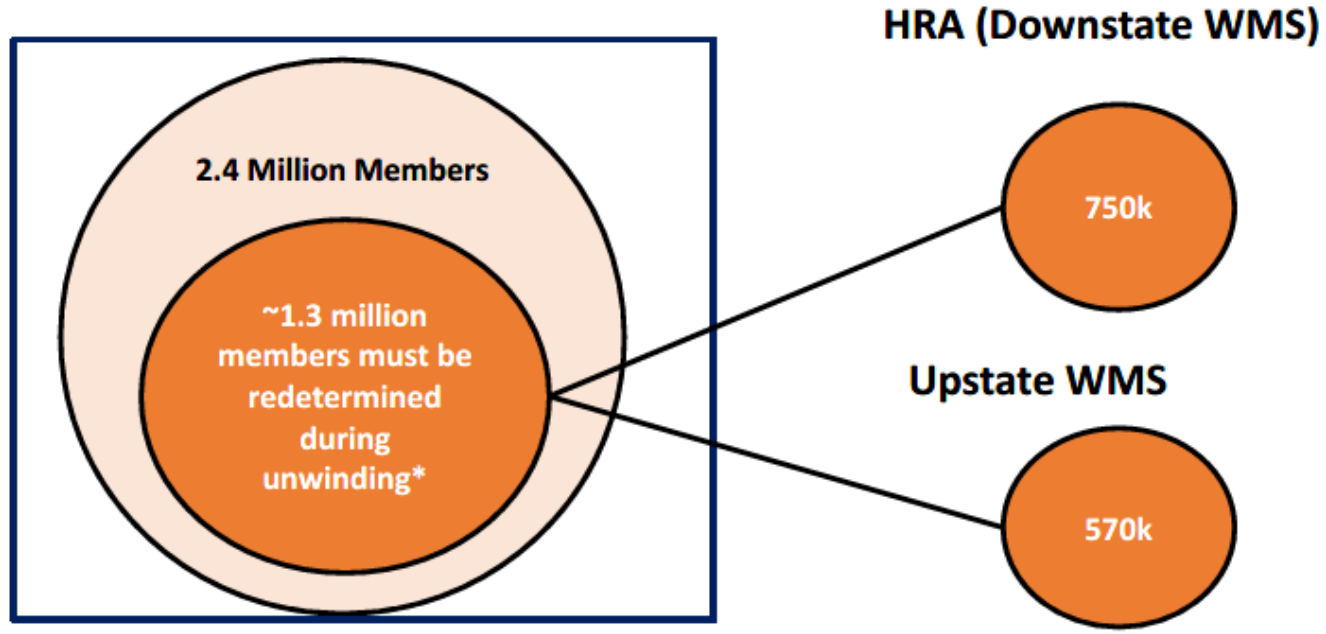 HRA (Downstate WMS)
2.4 Million Members
750k
~1.3 million
members must be
redetermined
during
unwinding*
Upstate WMS
570k